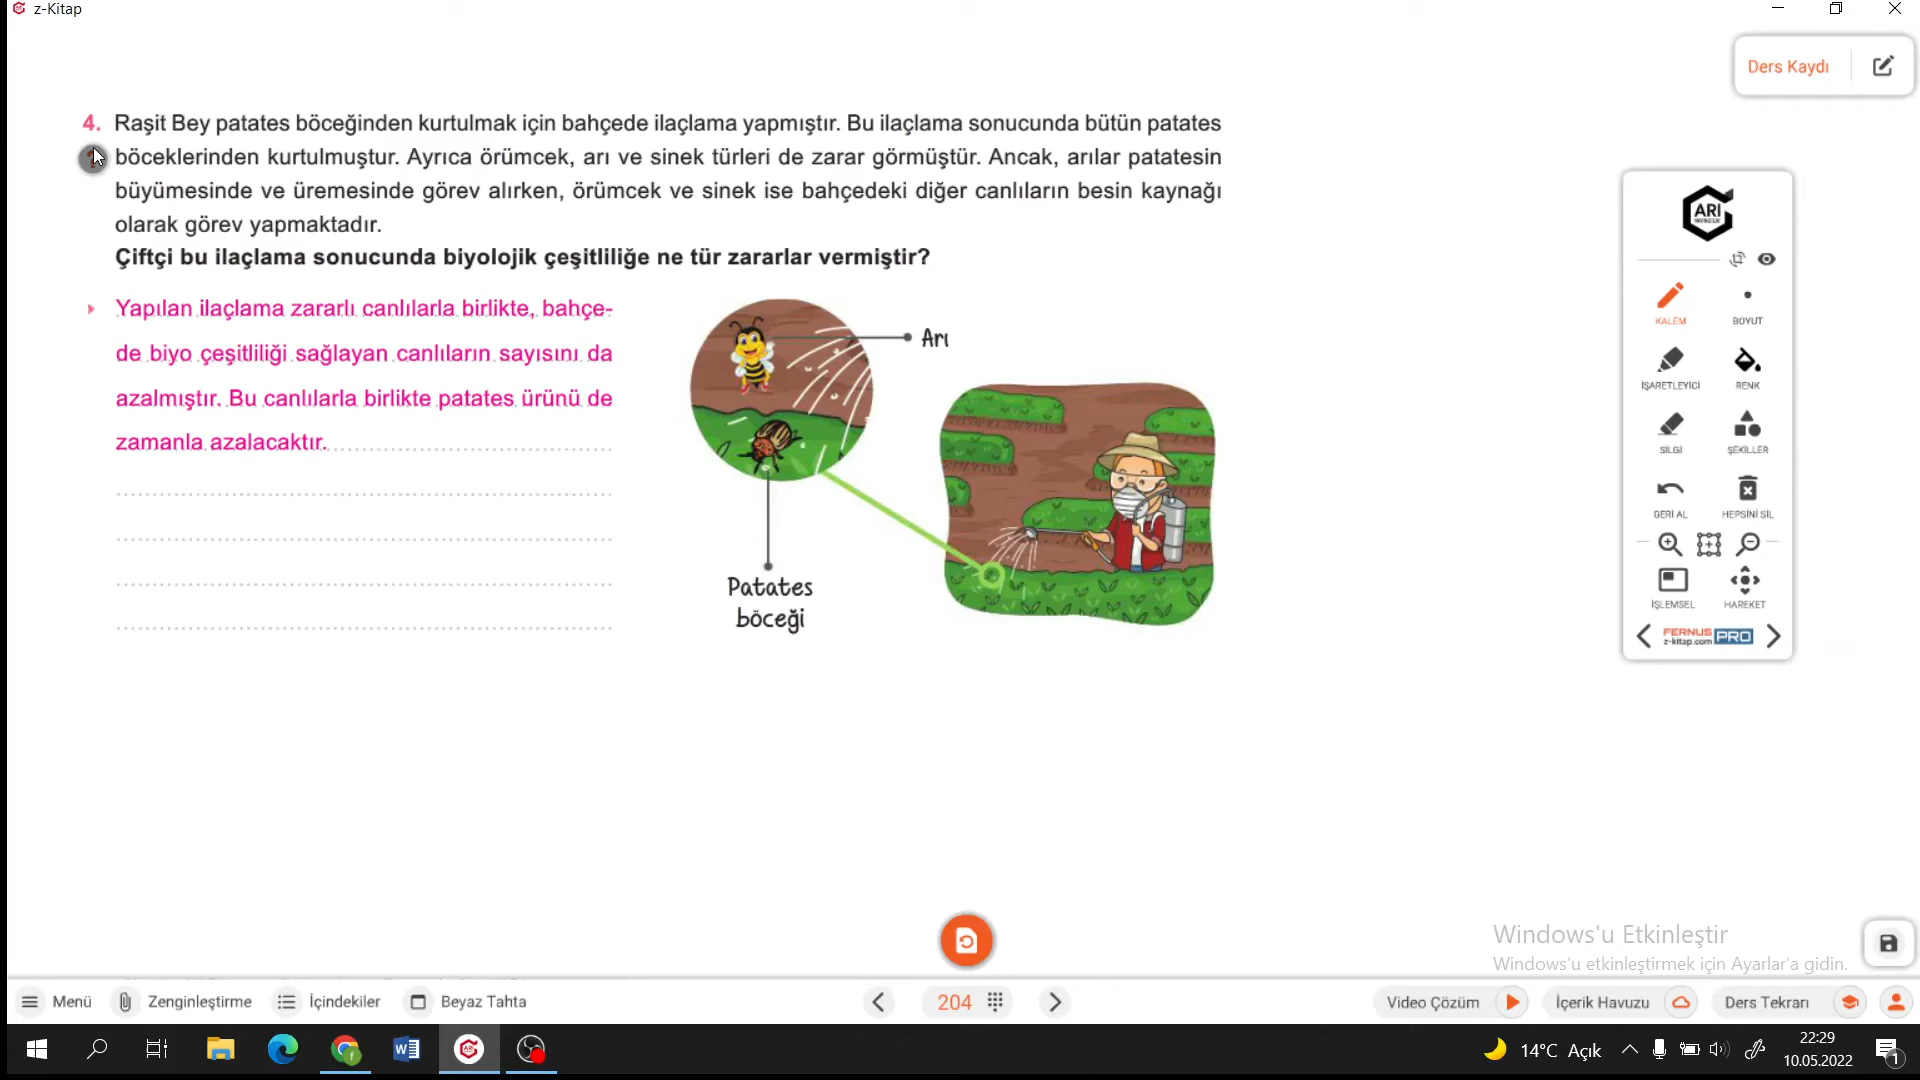 z-Kitap
Ders Kaydı
4. Raşit Bey patates böceğinden kurtulmak için bahçede ilaçlama yapmıştır. Bu ilaçlama sonucunda bütün patates
böceklerinden kurtulmuştur. Ayrıca örümcek, arı ve sinek türleri de zarar görmüştür. Ancak, arılar patatesin
büyümesinde ve üremesinde görev alırken, örümcek ve sinek ise bahçedeki diğer canlıların besin kaynağı
olarak görev yapmaktadır.
Çiftçi bu ilaçlama sonucunda biyolojik çeşitliliğe ne tür zararlar vermiştir?
Yapılan ilaçlama zararlı canlılarla birlikte, bahçe-
de biyo çeşitliliği sağlayan canlıların sayısını da
azalmıştır. Bu canlılarla birlikte patates ürünü de
zamanla azalacaktır.
Arı
Patates
böceği
ARI
KALEM BOYUT
İŞARETLEYİCİ RENK
SİLGİ ŞEKİLLER
GERİ AL HEPSİNİ SİL
İŞLEMSEL HAREKET
FERNUS
z-kitap.com PRO
Windows'u Etkinleştir
Windows'u etkinleştirmek için Ayarlar'a gidin.
Menü Zenginleştirme İçindekiler Beyaz Tahta 204 Video Çözüm İçerik Havuzu Ders Tekrarı
14°C Açık 22:29
10.05.2022 1